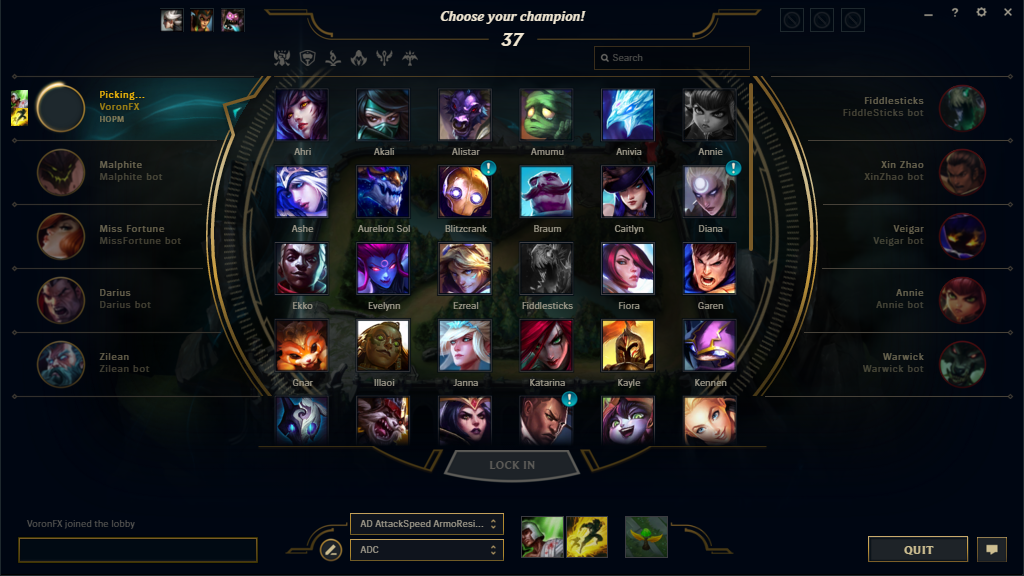 Choose your champion!
37
Search
Picking...
VoronFX
HOPM
Malphite
Malphite bot
Miss Fortune
MissFortune bot
Darius
Darius bot
Zilean
Zilean bot
Ahri Akali Alistar Amumu Anivia Annie
Ashe Aurelion Sol Blitzcrank Braum Caitlyn Diana
Ekko Evelynn Ezreal Fiddlesticks Fiora Garen
Gnar Illaoi Janna Katarina Kayle Kennen
Fiddlesticks
FiddleSticks bot
Xin Zhao
XinZhao bot
Veigar
Veigar bot
Annie
Annie bot
Warwick
Warwick bot
LOCK IN
VoronFX joined the lobby
AD AttackSpeed ArmoResi...
ADC
QUIT